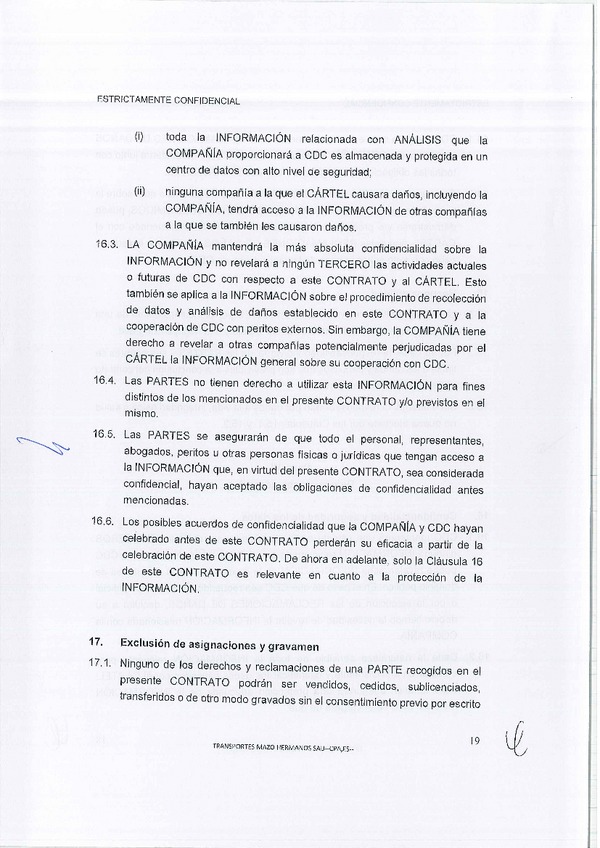 ESTRICTAMENTE CONFIDENCIAL
(i) toda la INFORMACIÓN relacionada con ANÁLISIS que la
COMPAÑÍA proporcionará a CDC es almacenada y protegida en un
centro de datos con alto nivel de seguridad;
(ii) ninguna compañía a la que el CÁRTEL causara daños, incluyendo la
COMPAÑÍA, tendrá acceso a la INFORMACIÓN de otras compañías
a la que se también les causaron daños.
16.3. LA COMPAÑÍA mantendrá la más absoluta confidencialidad sobre la
INFORMACIÓN y no revelará a ningún TERCERO las actividades actuales
o futuras de CDC con respecto a este CONTRATO y al CÁRTEL. Esto
también se aplica a la INFORMACIÓN sobre el procedimiento de recolección
de datos y análisis de daños establecido en este CONTRATO y a la
cooperación de CDC con peritos externos. Sin embargo, la COMPAÑÍA tiene
derecho a revelar a otras compañías potencialmente perjudicadas por el
CÁRTEL la INFORMACIÓN general sobre su cooperación con CDC.
16.4. Las PARTES no tienen derecho a utilizar esta INFORMACIÓN para fines
distintos de los mencionados en el presente CONTRATO y/o previstos en el
mismo.
16.5. Las PARTES se asegurarán de que todo el personal, representantes,
abogados, peritos u otras personas físicas o jurídicas que tengan acceso a
la INFORMACIÓN que, en virtud del presente CONTRATO, sea considerada
confidencial, hayan aceptado las obligaciones de confidencialidad antes
mencionadas.
16.6. Los posibles acuerdos de confidencialidad que la COMPAÑÍA y CDC hayan
celebrado antes de este CONTRATO perderán su eficacia a partir de la
celebración de este CONTRATO. De ahora en adelante, solo la Cláusula 16
de este CONTRATO es relevante en cuanto a la protección de la
INFORMACIÓN.
17. Exclusión de asignaciones y gravamen
17.1. Ninguno de los derechos y reclamaciones de una PARTE recogidos en el
presente CONTRATO podrán ser vendidos, cedidos, sublicenciados,
transferidos o de otro modo gravados sin el consentimiento previo por escrito
19
TRANSPORTES MAZO HERMANOS SAU--CPA,ES--